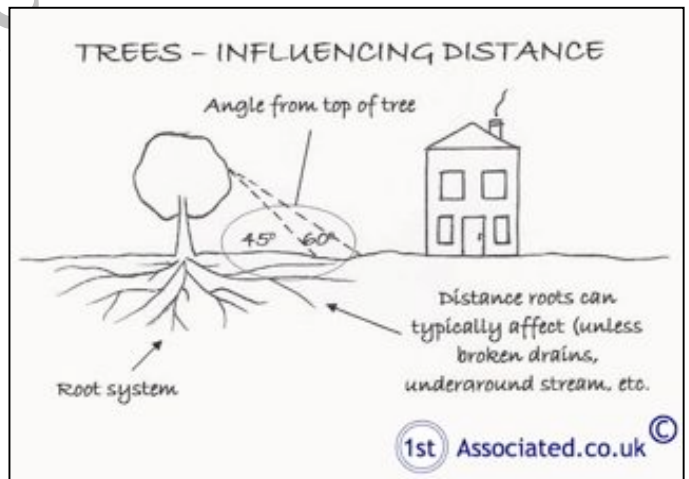 TREES – INFLUENCING DISTANCE
Angle from top of tree
45° 60°
Distance roots can
typically affect (unless
broken drains,
underaround stream. etc.
Root system
1st Associated.co.uk ©